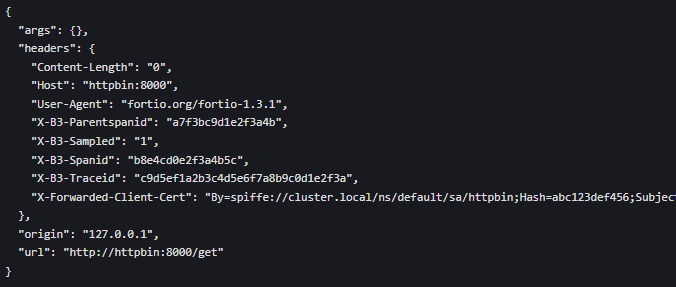 {
  "args": {},
  "headers": {
    "Content-Length": "0",
    "Host": "httpbin:8000",
    "User-Agent": "fortio.org/fortio-1.3.1",
    "X-B3-Parentspanid": "a7f3bc9d1e2f3a4b",
    "X-B3-Sampled": "1",
    "X-B3-Spanid": "b8e4cd0e2f3a4b5c",
    "X-B3-Traceid": "c9d5ef1a2b3c4d5e6f7a8b9c0d1e2f3a",
    "X-Forwarded-Client-Cert": "By=spiffe://cluster.local/ns/default/sa/httpbin;Hash=abc123def456;Subject
  },
  "origin": "127.0.0.1",
  "url": "http://httpbin:8000/get"
}